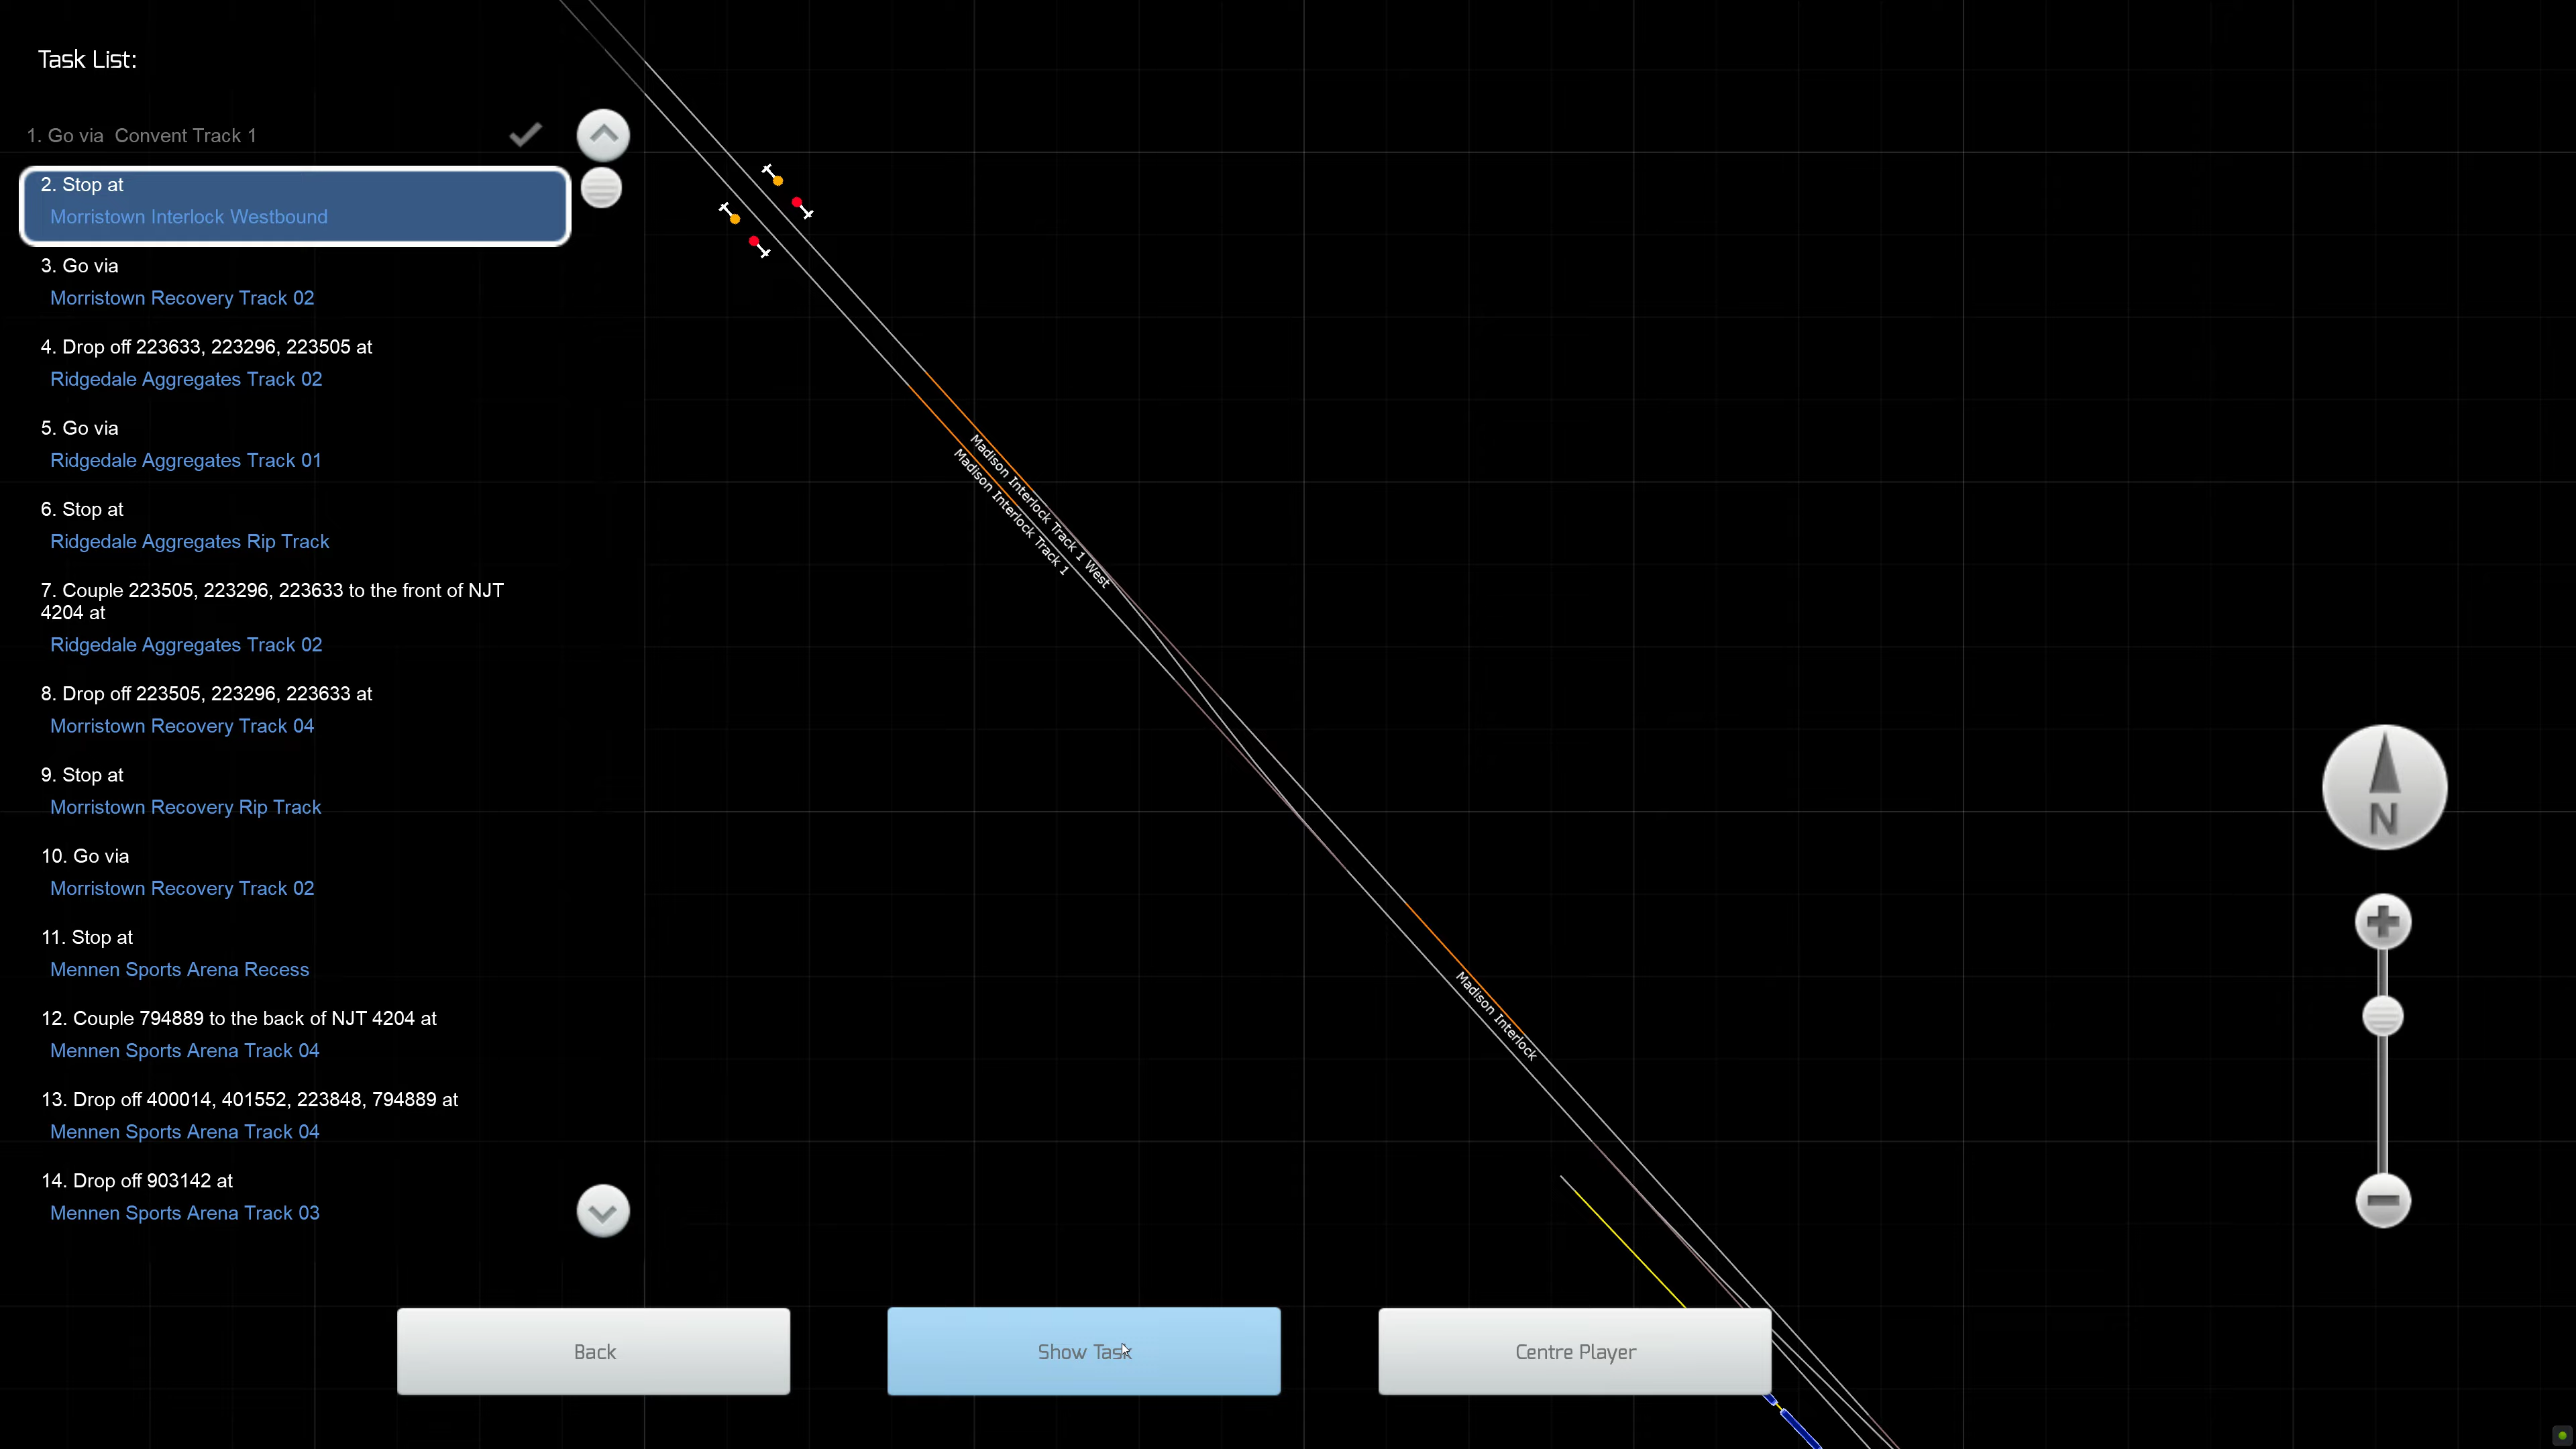 Task List:
1. Go via  Convent Track 1
2. Stop at
Morristown Interlock Westbound
3. Go via
Morristown Recovery Track 02
4. Drop off 223633, 223296, 223505 at
Ridgedale Aggregates Track 02
5. Go via
Ridgedale Aggregates Track 01
6. Stop at
Ridgedale Aggregates Rip Track
7. Couple 223505, 223296, 223633 to the front of NJT
4204 at
Ridgedale Aggregates Track 02
8. Drop off 223505, 223296, 223633 at
Morristown Recovery Track 04
9. Stop at
Morristown Recovery Rip Track
10. Go via
Morristown Recovery Track 02
11. Stop at
Mennen Sports Arena Recess
12. Couple 794889 to the back of NJT 4204 at
Mennen Sports Arena Track 04
13. Drop off 400014, 401552, 223848, 794889 at
Mennen Sports Arena Track 04
14. Drop off 903142 at
Mennen Sports Arena Track 03
Madison Interlock Track 1 West
Madison Interlock Track 1
Madison Interlock
N
Back
Show Task
Centre Player